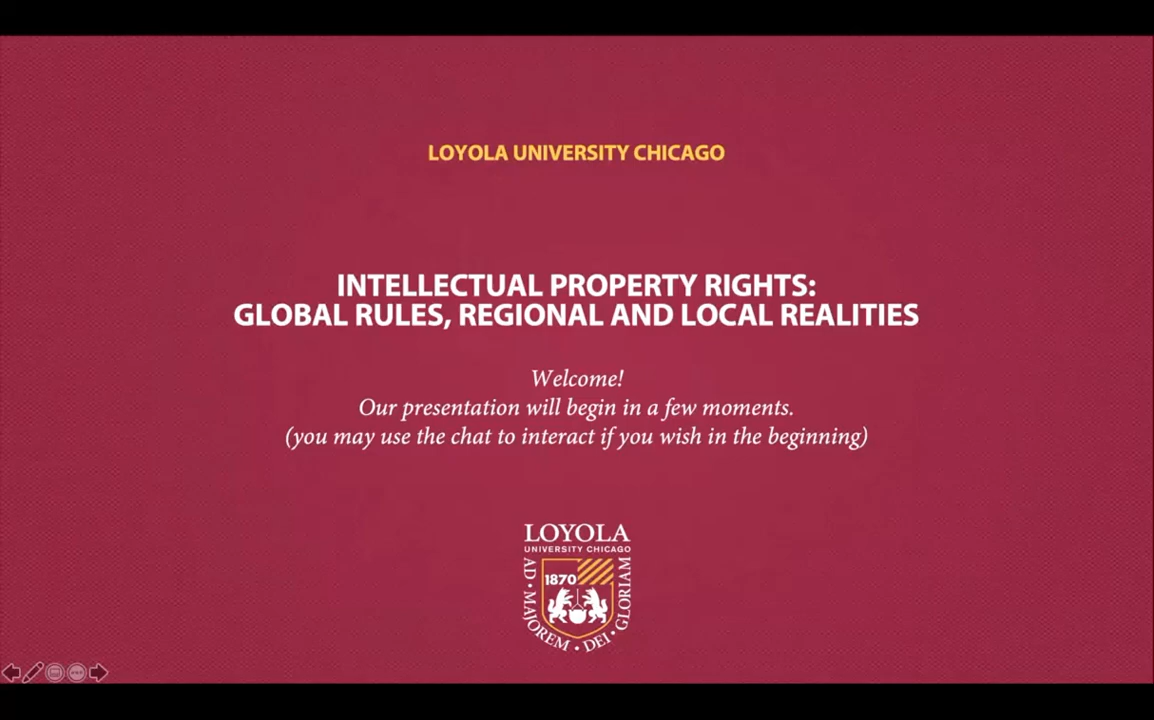 LOYOLA UNIVERSITY CHICAGO
INTELLECTUAL PROPERTY RIGHTS:
GLOBAL RULES, REGIONAL AND LOCAL REALITIES
Welcome!
Our presentation will begin in a few moments.
(you may use the chat to interact if you wish in the beginning)
LOYOLA
UNIVERSITY CHICAGO
1870
AD • MAJOREM • DEI • GLORIAM